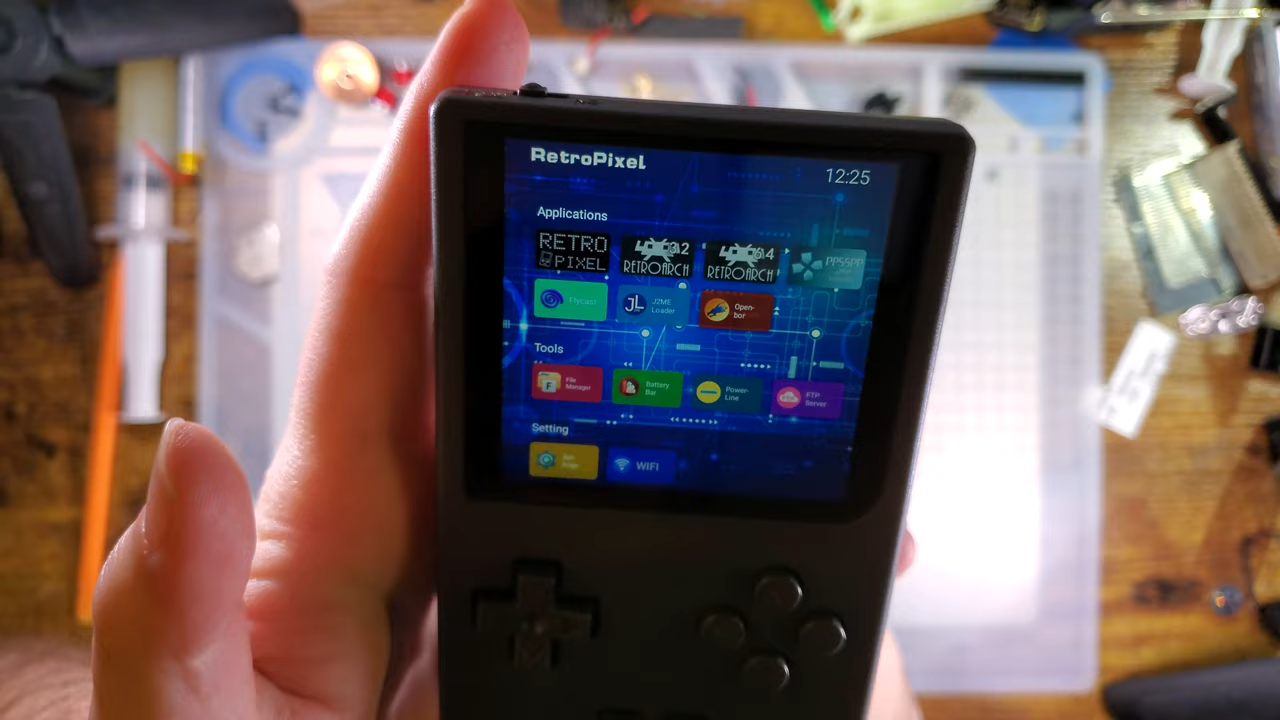 RetroPixel
12:25
Applications
RETRO
PIXEL
RETROARCH
RETROARCH
PPSSPP
Flycast
J2ME
Loader
Open-
bor
Tools
File
Manager
Battery
Bar
Power-
Line
FTP
Server
Setting
WIFI